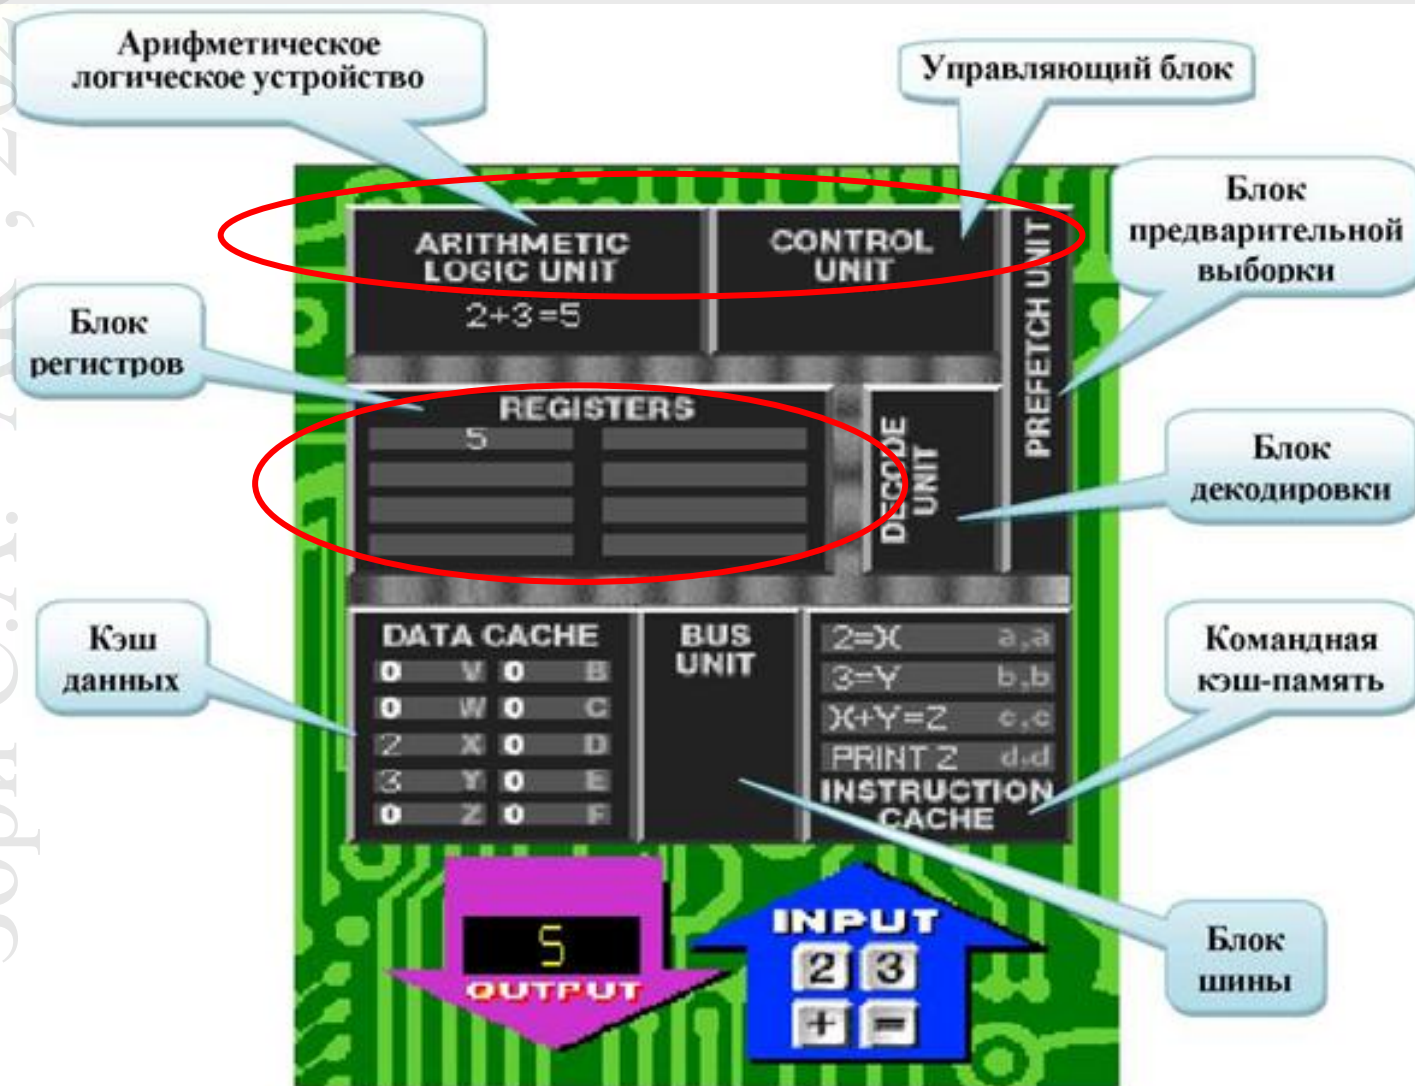 Арифметическое
логическое устройство
Управляющий блок
Блок
предварительной
выборки
ARITHMETIC
LOGIC UNIT
2+3=5
CONTROL
UNIT
PREFETCH UNIT
Блок
регистров
REGISTERS
5
DECODE
UNIT
Блок
декодировки
Кэш
данных
DATA CACHE
0 V 0 B
0 W 0 C
2 X 0 D
3 Y 0 E
0 Z 0 F
BUS
UNIT
2=X a,a
3=Y b,b
X+Y=Z c,c
PRINT Z d,d
INSTRUCTION
CACHE
Командная
кэш-память
5
OUTPUT
INPUT
2 3
+ =
Блок
шины